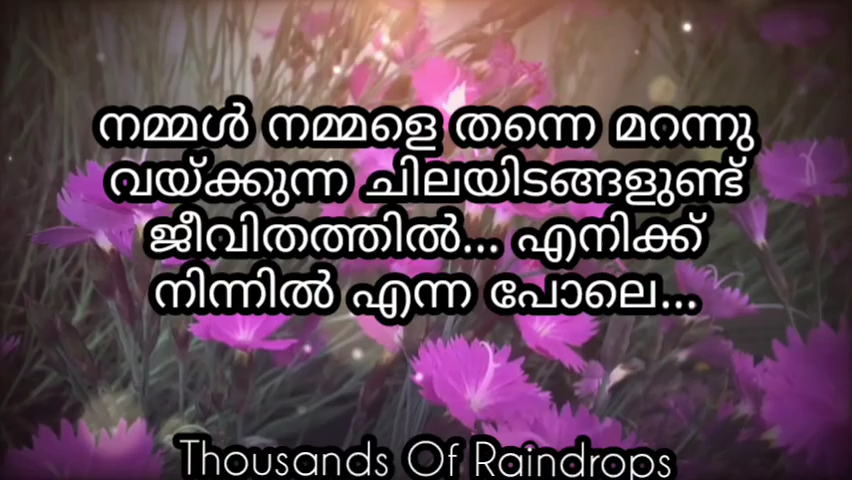 നമ്മൾ നമ്മളെ തന്നെ മറന്നു
വയ്ക്കുന്ന ചിലയിടങ്ങളുണ്ട്
ജീവിതത്തിൽ... എനിക്ക്
നിന്നിൽ എന്ന പോലെ...
Thousands Of Raindrops